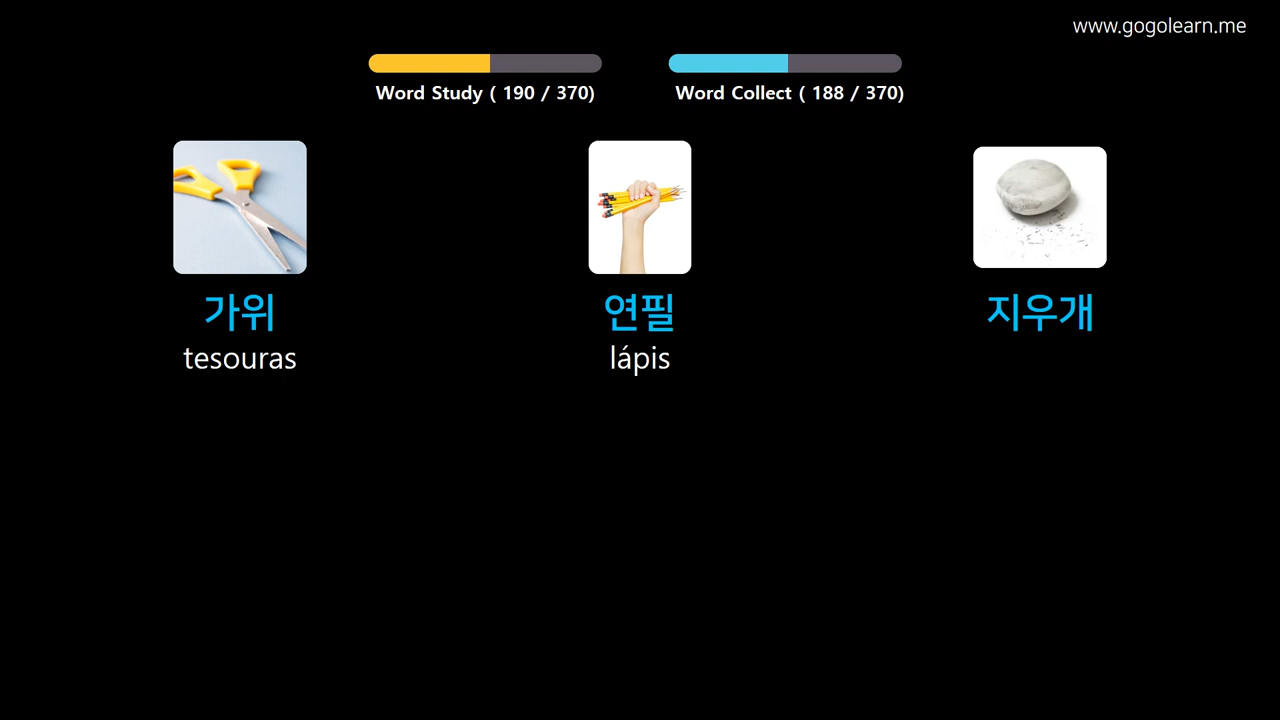 www.gogolearn.me
Word Study ( 190 / 370)
Word Collect ( 188 / 370)
가위
연필
지우개
tesouras
lápis